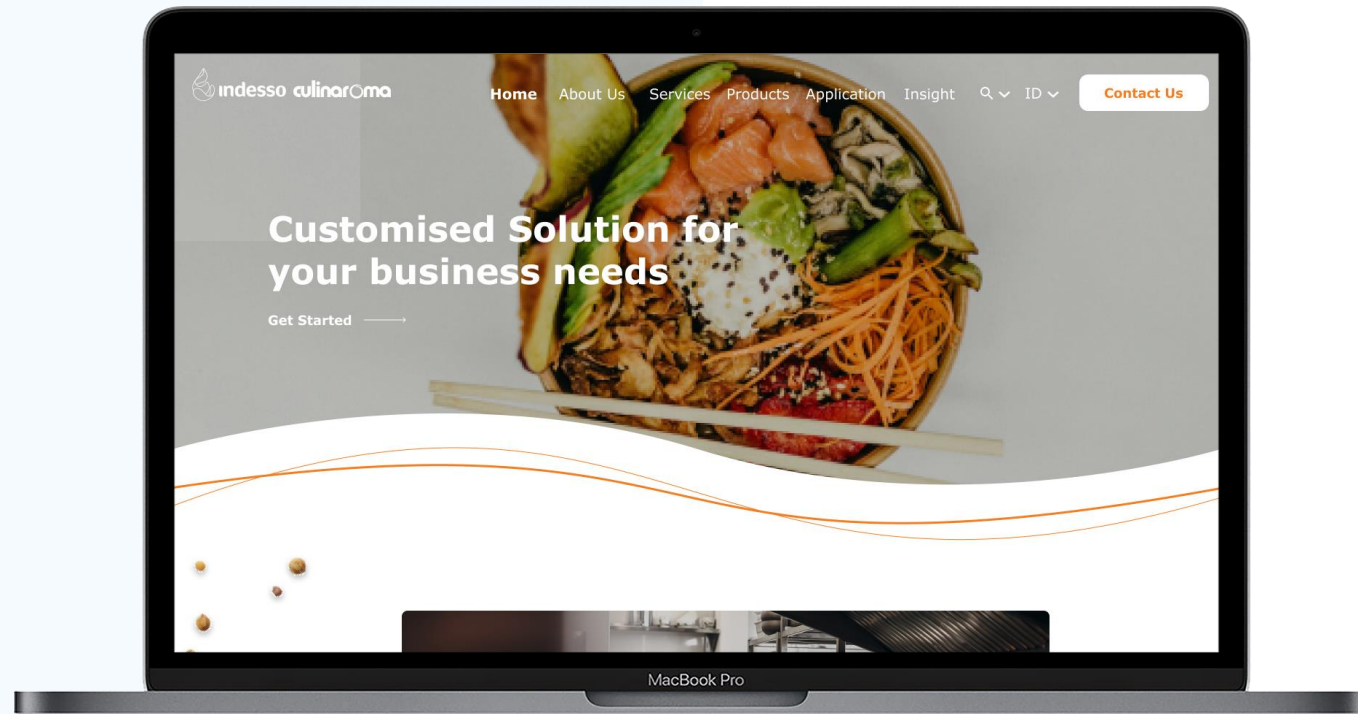 indesso culinaroma
Home About Us Services Products Application Insight ID Contact Us
Customised Solution for
your business needs
Get Started
MacBook Pro